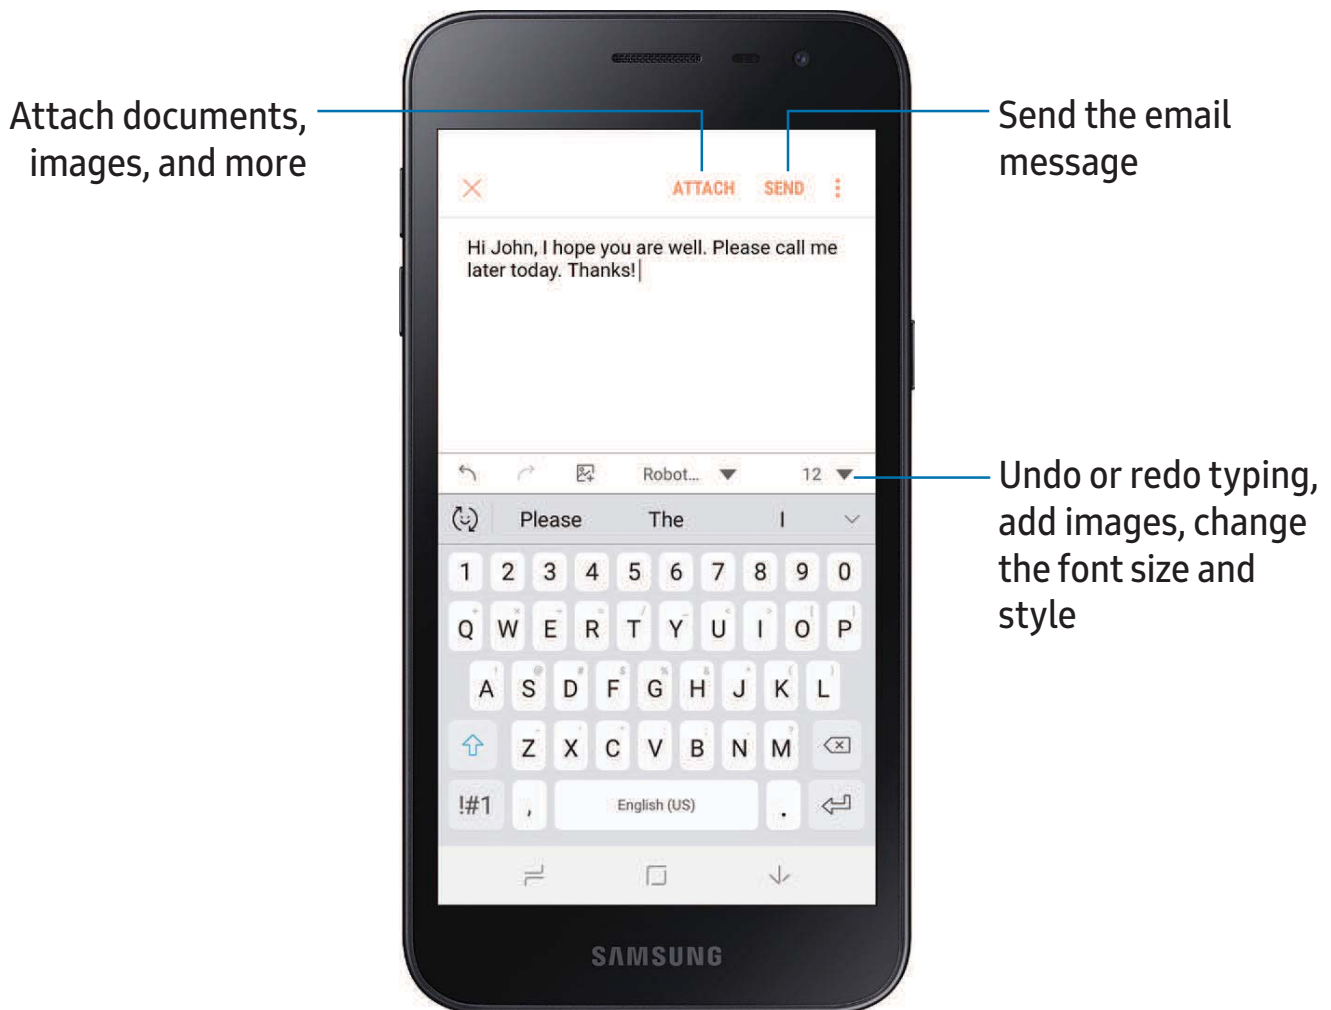 Attach documents,
images, and more
Send the email
message
ATTACH SEND
Hi John, I hope you are well. Please call me
later today. Thanks!
Robot... 12
Undo or redo typing,
add images, change
the font size and
style
Please The I
1 2 3 4 5 6 7 8 9 0
Q W E R T Y U I O P
A S D F G H J K L
Z X C V B N M
!#1 , English (US) .
SAMSUNG